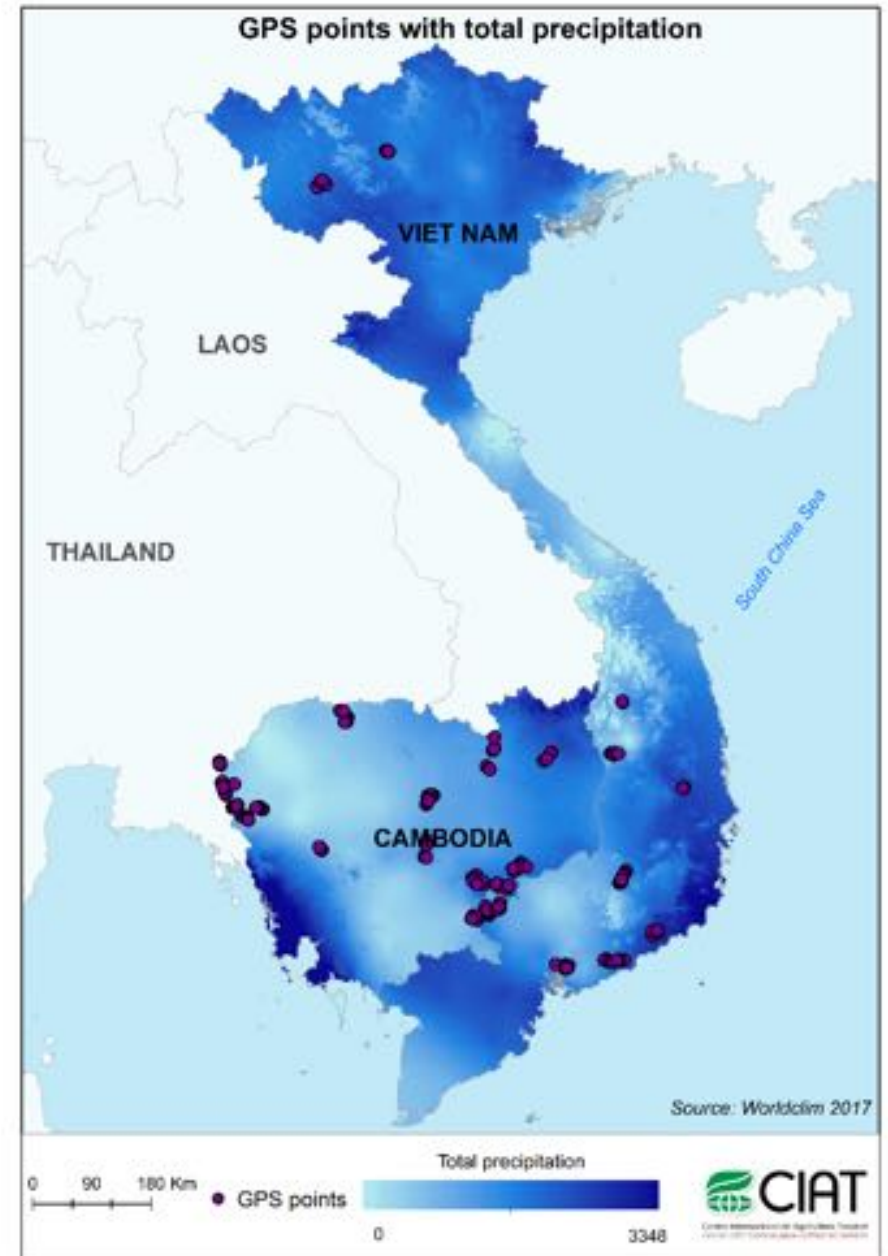 GPS points with total precipitation
VIET NAM
LAOS
THAILAND
South China Sea
CAMBODIA
Source: Worldclim 2017
Total precipitation
0 90 180 Km
GPS points
0 3348
CIAT